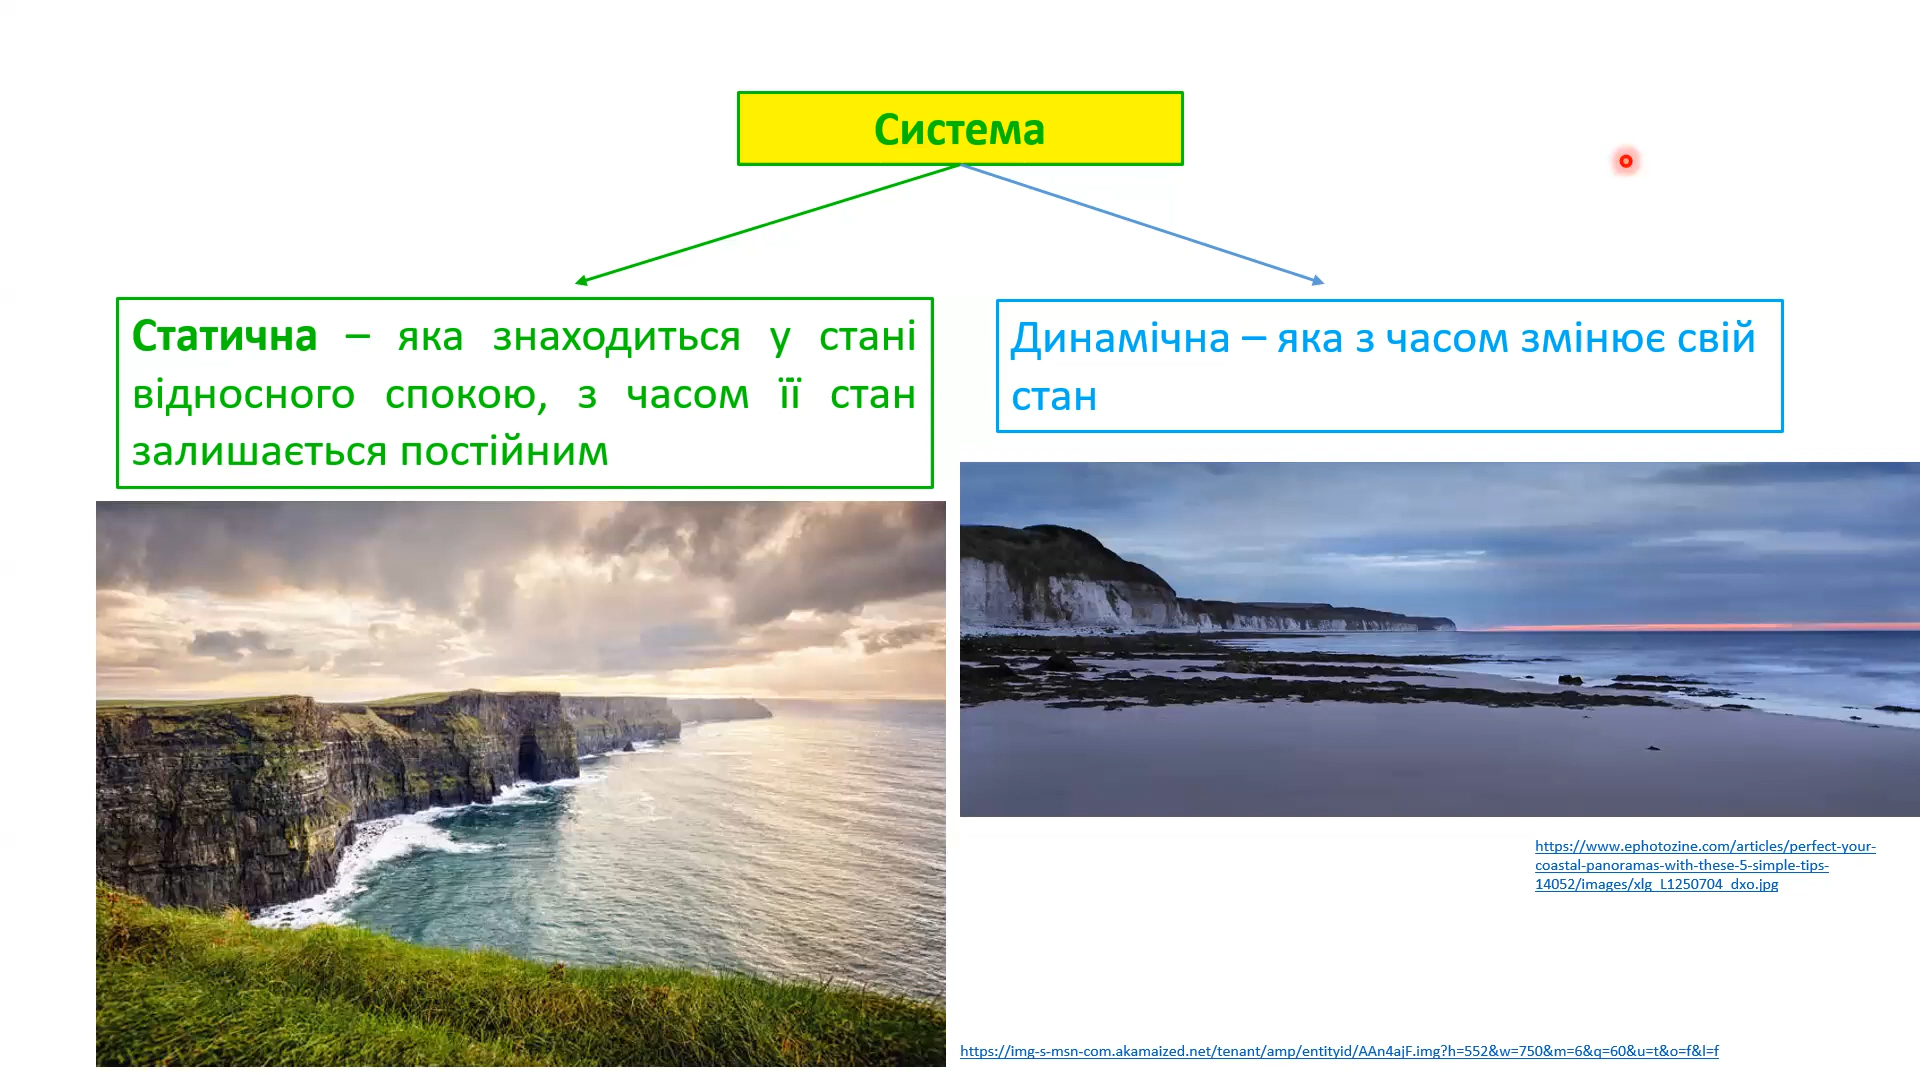 Система
Статична – яка знаходиться у стані
відносного спокою, з часом її стан
залишається постійним
Динамічна – яка з часом змінює свій
стан
https://www.ephotozine.com/articles/perfect-your-
coastal-panoramas-with-these-5-simple-tips-
14052/images/xlg_L1250704_dxo.jpg
https://img-s-msn-com.akamaized.net/tenant/amp/entityid/AAn4ajF.img?h=552&w=750&m=6&q=60&u=t&o=f&l=f